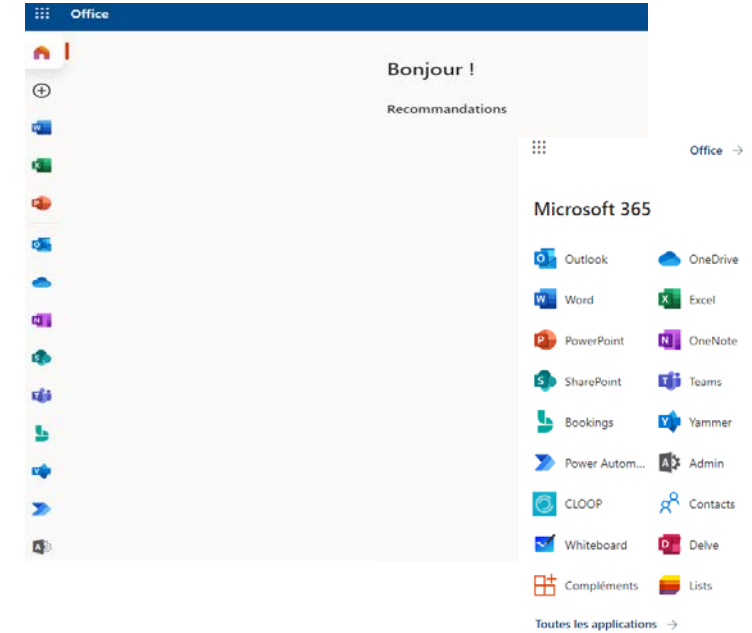 Office
Bonjour !
Recommandations
Office →
Microsoft 365
Outlook OneDrive
Word Excel
PowerPoint OneNote
SharePoint Teams
Bookings Yammer
Power Autom... Admin
CLOOP Contacts
Whiteboard Delve
Compléments Lists
Toutes les applications →